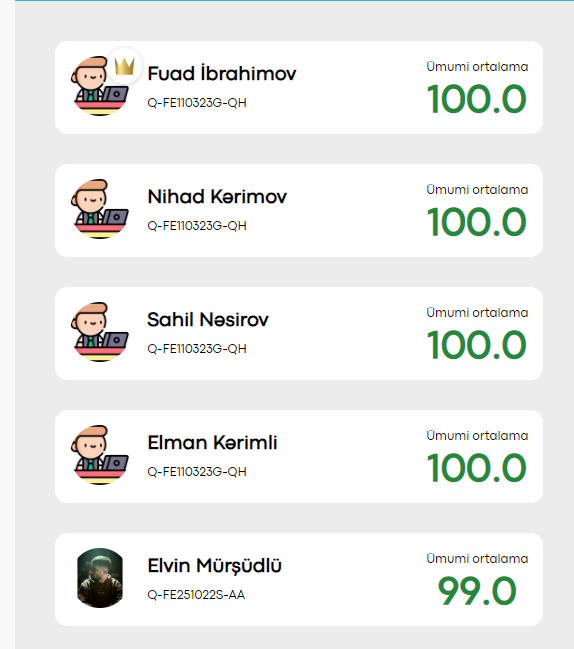 Fuad İbrahimov
Q-FE110323G-QH
Ümumi ortalama
100.0
Nihad Kərimov
Q-FE110323G-QH
Ümumi ortalama
100.0
Sahil Nəsirov
Q-FE110323G-QH
Ümumi ortalama
100.0
Elman Kərimli
Q-FE110323G-QH
Ümumi ortalama
100.0
Elvin Mürşüdlü
Q-FE251022S-AA
Ümumi ortalama
99.0